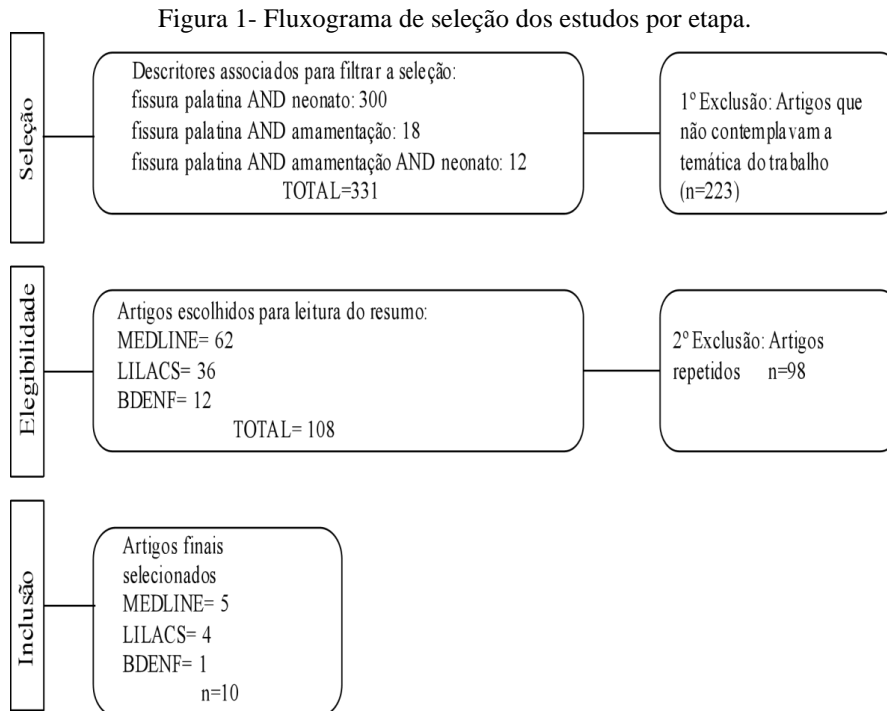 Figura 1- Fluxograma de seleção dos estudos por etapa.
Seleção
Descritores associados para filtrar a seleção:
fissura palatina AND neonato: 300
fissura palatina AND amamentação: 18
fissura palatina AND amamentação AND neonato: 12
TOTAL=331
1º Exclusão: Artigos que
não contemplavam a
temática do trabalho
(n=223)
Elegibilidade
Artigos escolhidos para leitura do resumo:
MEDLINE= 62
LILACS= 36
BDENF= 12
TOTAL= 108
2º Exclusão: Artigos
repetidos n=98
Inclusão
Artigos finais
selecionados
MEDLINE= 5
LILACS= 4
BDENF= 1
n=10